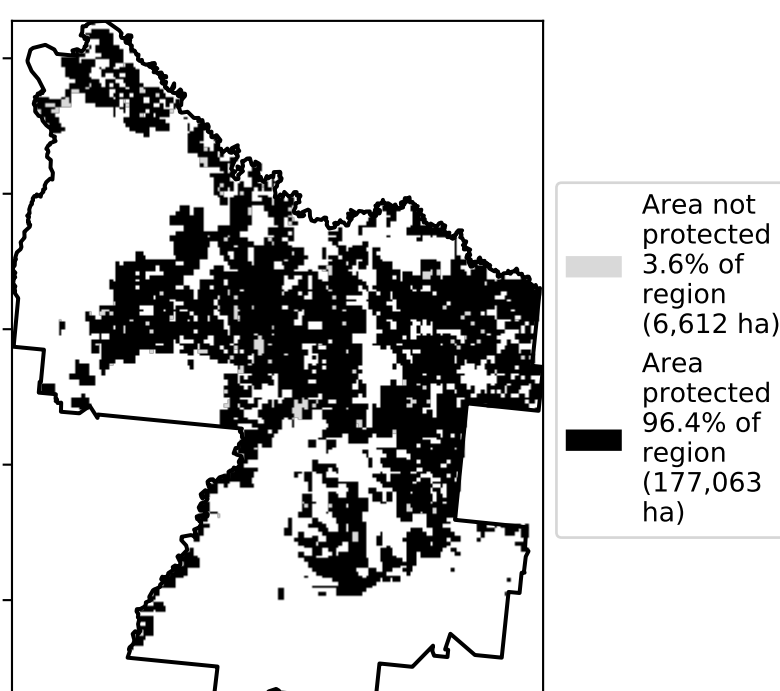 Area not
protected
3.6% of
region
(6,612 ha)
Area
protected
96.4% of
region
(177,063
ha)